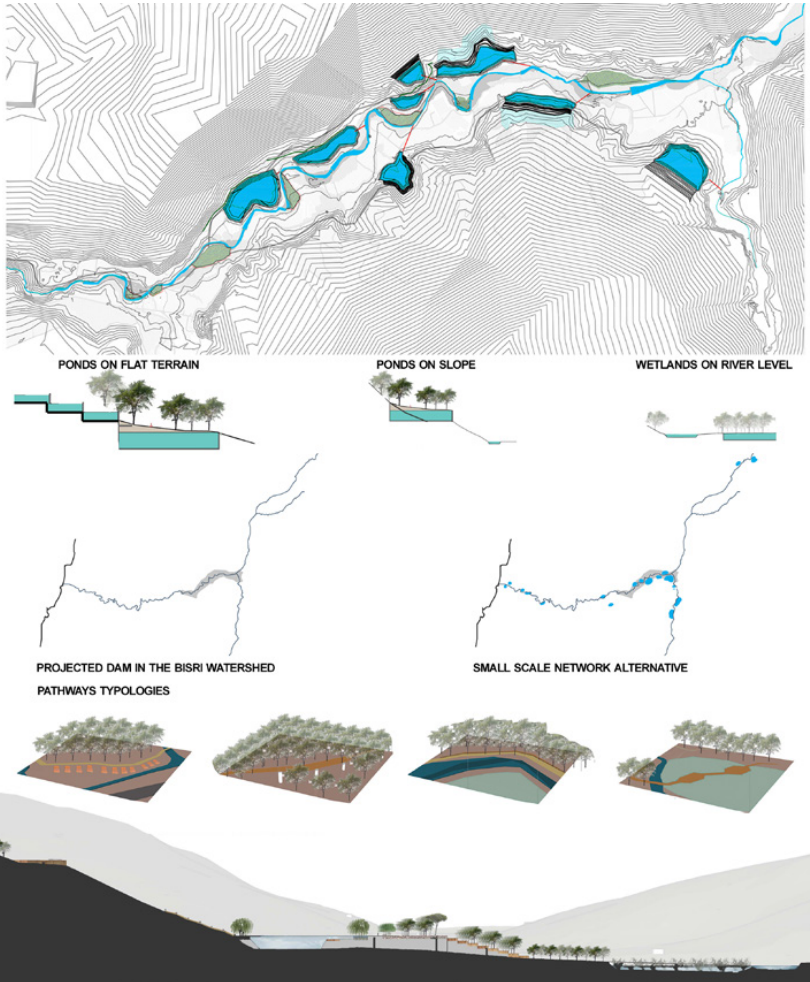 PONDS ON FLAT TERRAIN
PONDS ON SLOPE
WETLANDS ON RIVER LEVEL
PROJECTED DAM IN THE BISRI WATERSHED
SMALL SCALE NETWORK ALTERNATIVE
PATHWAYS TYPOLOGIES